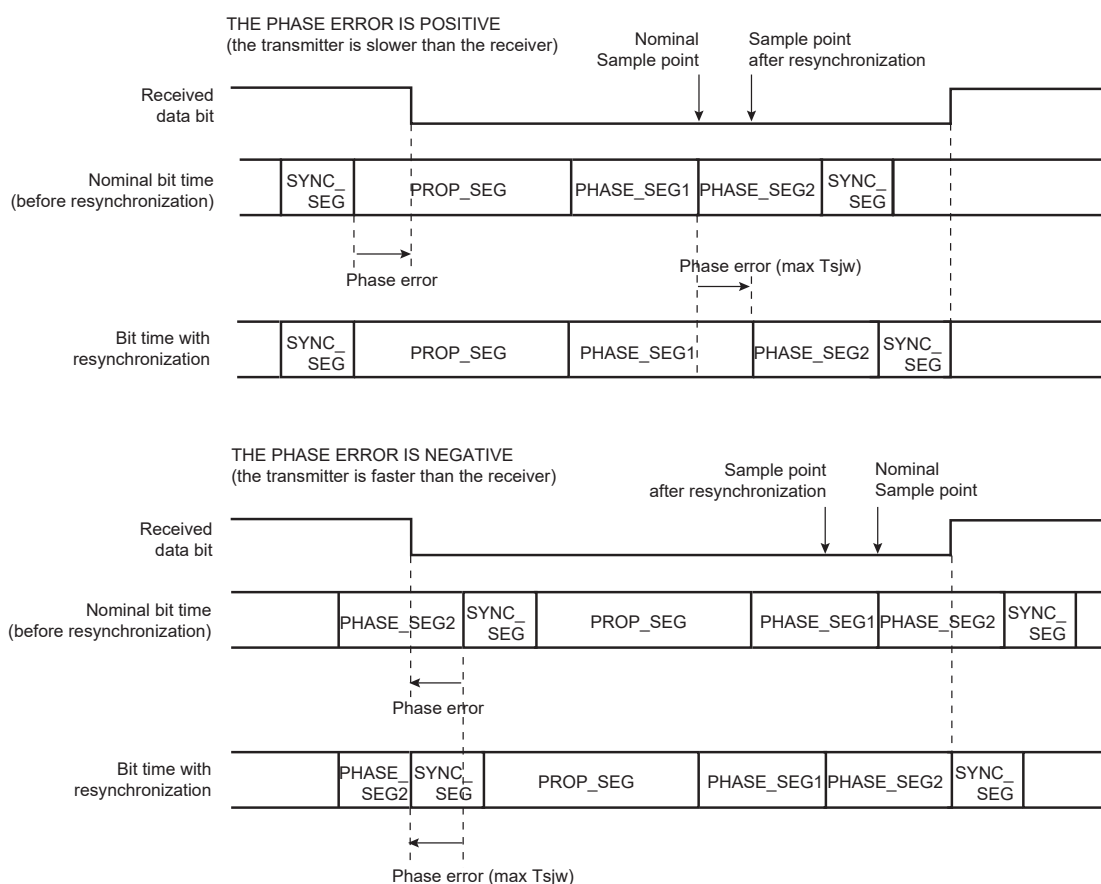 THE PHASE ERROR IS POSITIVE
(the transmitter is slower than the receiver)
Nominal
Sample point
Sample point
after resynchronization
Received
data bit
Nominal bit time
(before resynchronization)
SYNC_
SEG
PROP_SEG
PHASE_SEG1
PHASE_SEG2
SYNC_
SEG
Phase error
Phase error (max Tsjw)
Bit time with
resynchronization
SYNC_
SEG
PROP_SEG
PHASE_SEG1
PHASE_SEG2
SYNC_
SEG
THE PHASE ERROR IS NEGATIVE
(the transmitter is faster than the receiver)
Sample point
after resynchronization
Nominal
Sample point
Received
data bit
Nominal bit time
(before resynchronization)
PHASE_SEG2
SYNC_
SEG
PROP_SEG
PHASE_SEG1
PHASE_SEG2
SYNC_
SEG
Phase error
Bit time with
resynchronization
PHASE_
SEG2
SYNC_
SEG
PROP_SEG
PHASE_SEG1
PHASE_SEG2
SYNC_
SEG
Phase error (max Tsjw)